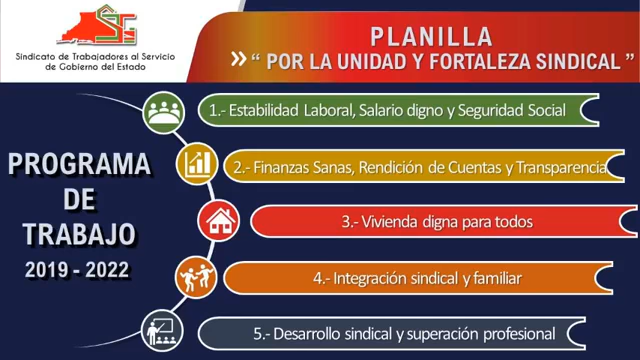 STG
Sindicato de Trabajadores al Servicio
de Gobierno del Estado
PLANILLA
» “ POR LA UNIDAD Y FORTALEZA SINDICAL ”
PROGRAMA
DE
TRABAJO
2019 - 2022
1.- Estabilidad Laboral, Salario digno y Seguridad Social
2.- Finanzas Sanas, Rendición de Cuentas y Transparencia
3.- Vivienda digna para todos
4.- Integración sindical y familiar
5.- Desarrollo sindical y superación profesional